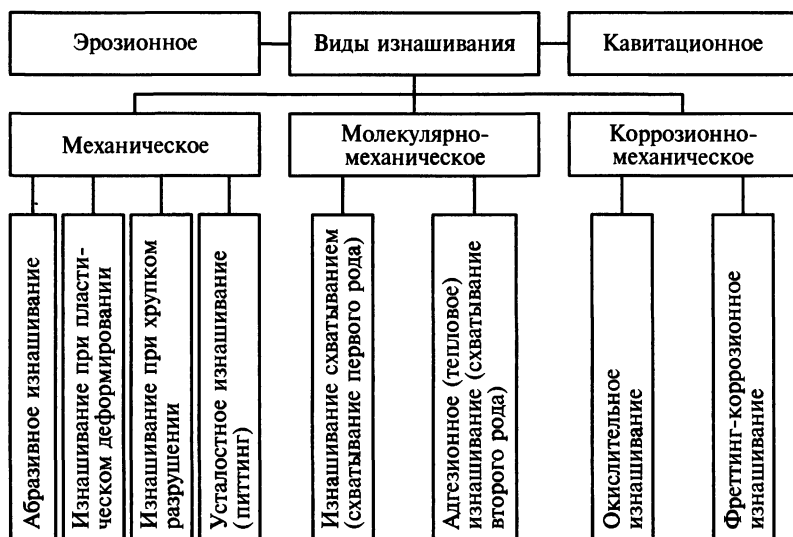 Эрозионное
Виды изнашивания
Кавитационное
Механическое
Молекулярно-
механическое
Коррозионно-
механическое
Абразивное изнашивание
Изнашивание при пласти-
ческом деформировании
Изнашивание при хрупком
разрушении
Усталостное изнашивание
(питтинг)
Изнашивание схватыванием
(схватывание первого рода)
Адгезионное (тепловое)
изнашивание (схватывание
второго рода)
Окислительное
изнашивание
Фреттинг-коррозионное
изнашивание